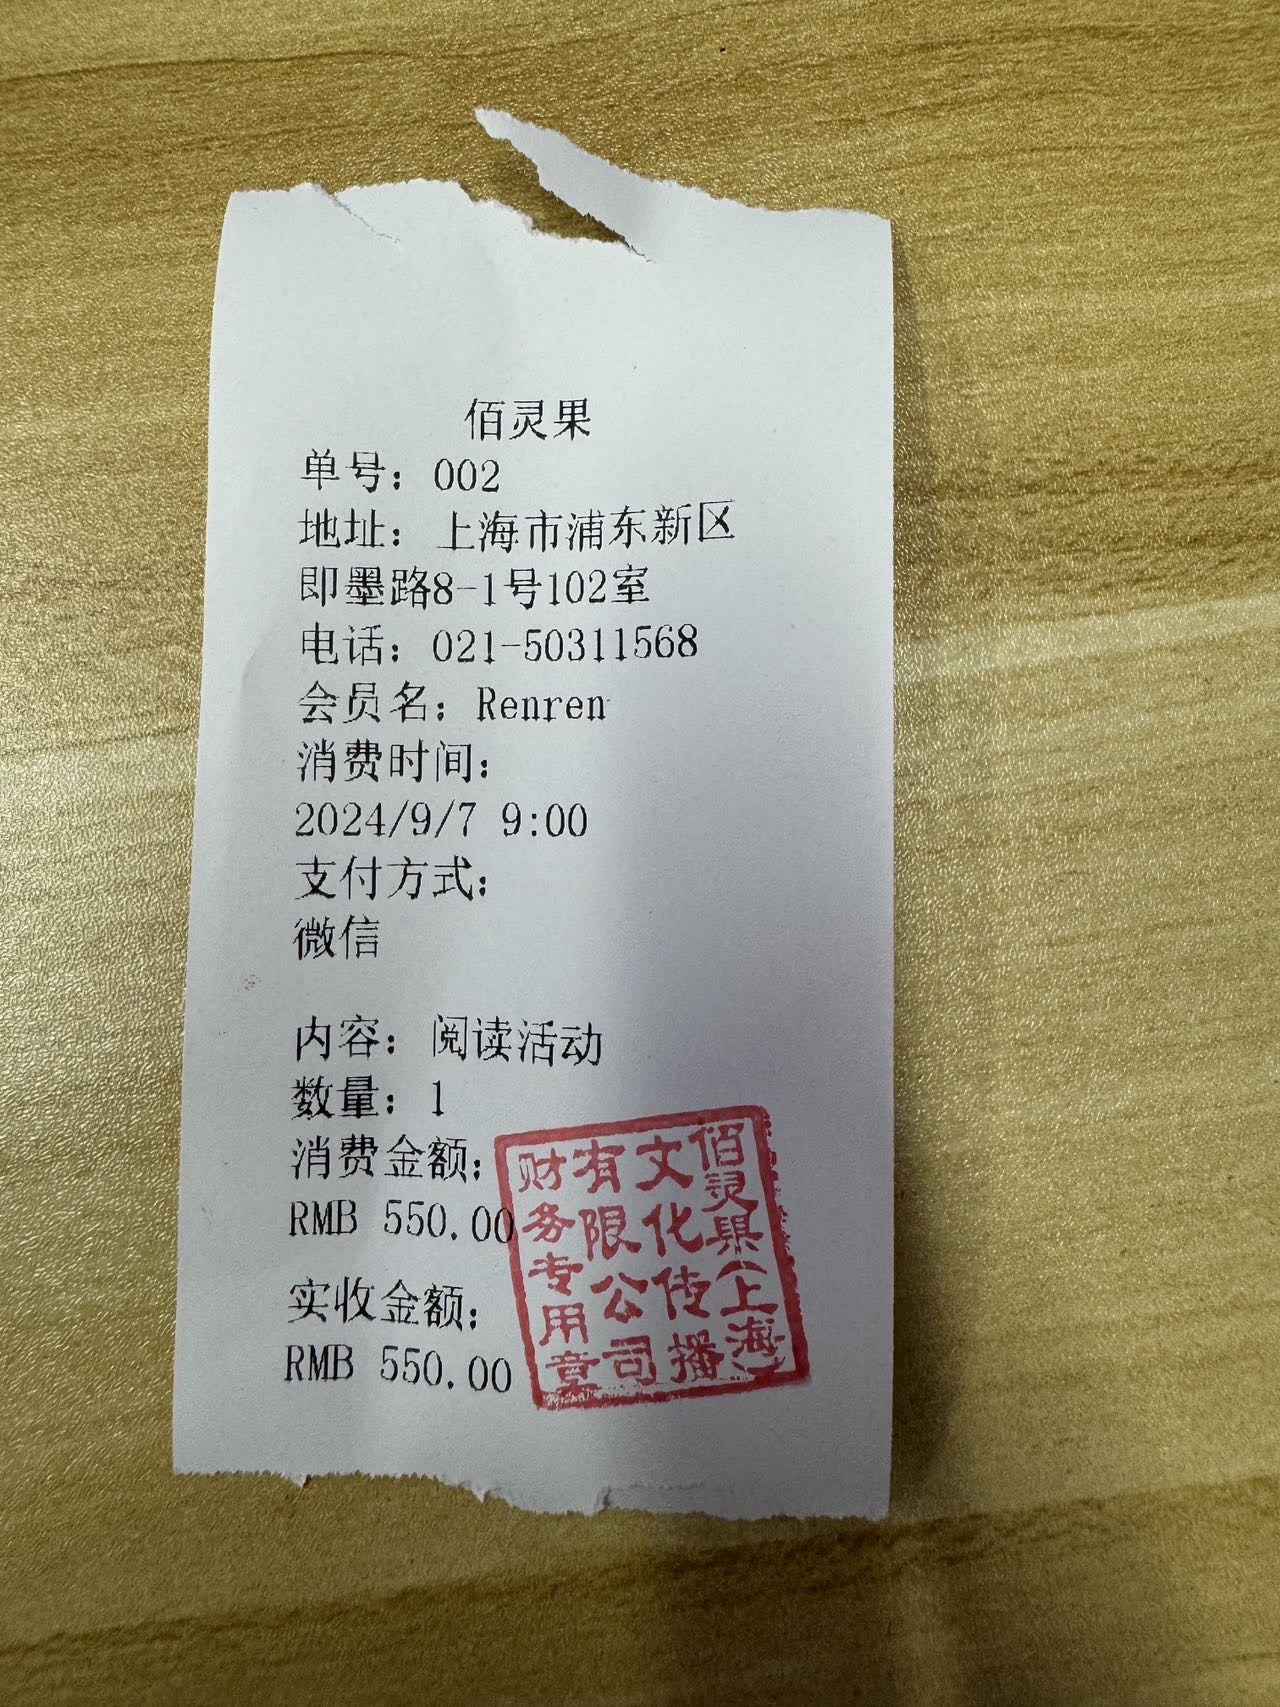 佰灵果
单号：002
地址：上海市浦东新区
即墨路8-1号102室
电话：021-50311568
会员名：Renren
消费时间：
2024/9/7 9:00
支付方式：
微信
内容：阅读活动
数量：1
消费金额：
RMB 550.00
实收金额：
RMB 550.00
佰灵果（上海）
文化传播
有限公司
财务专用章